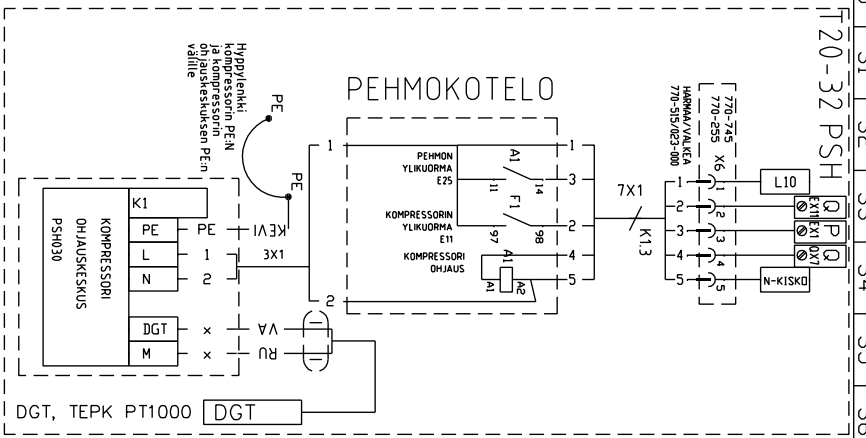 T20-32 PSH
PEHMOKOTELO
Hyppylenkki
kompressorin PE:N
ja kompressorin
ohjauskeskuksen PE:n
välille
PE
PE
KEVI
3X1
K1
PE
PE
L
1
N
2
DGT
x
VA
M
x
RU
KOMPRESSORI
OHJAUSKESKUS
PSH030
DGT, TEPK PT1000
DGT
1
2
PEHMON
YLIKUORMA
E25
A1
11
14
KOMPRESSORIN
YLIKUORMA
E11
F1
97
98
KOMPRESSORI
OHJAUS
A1
A1
A2
1
3
2
4
5
7X1
K1.3
770-745
770-255
X6
HARMAA/VALKEA
770-515/023-000
1
1
L10
2
2
EX11
Q
3
3
EX1
P
4
4
OX7
Q
5
5
N-KISKO